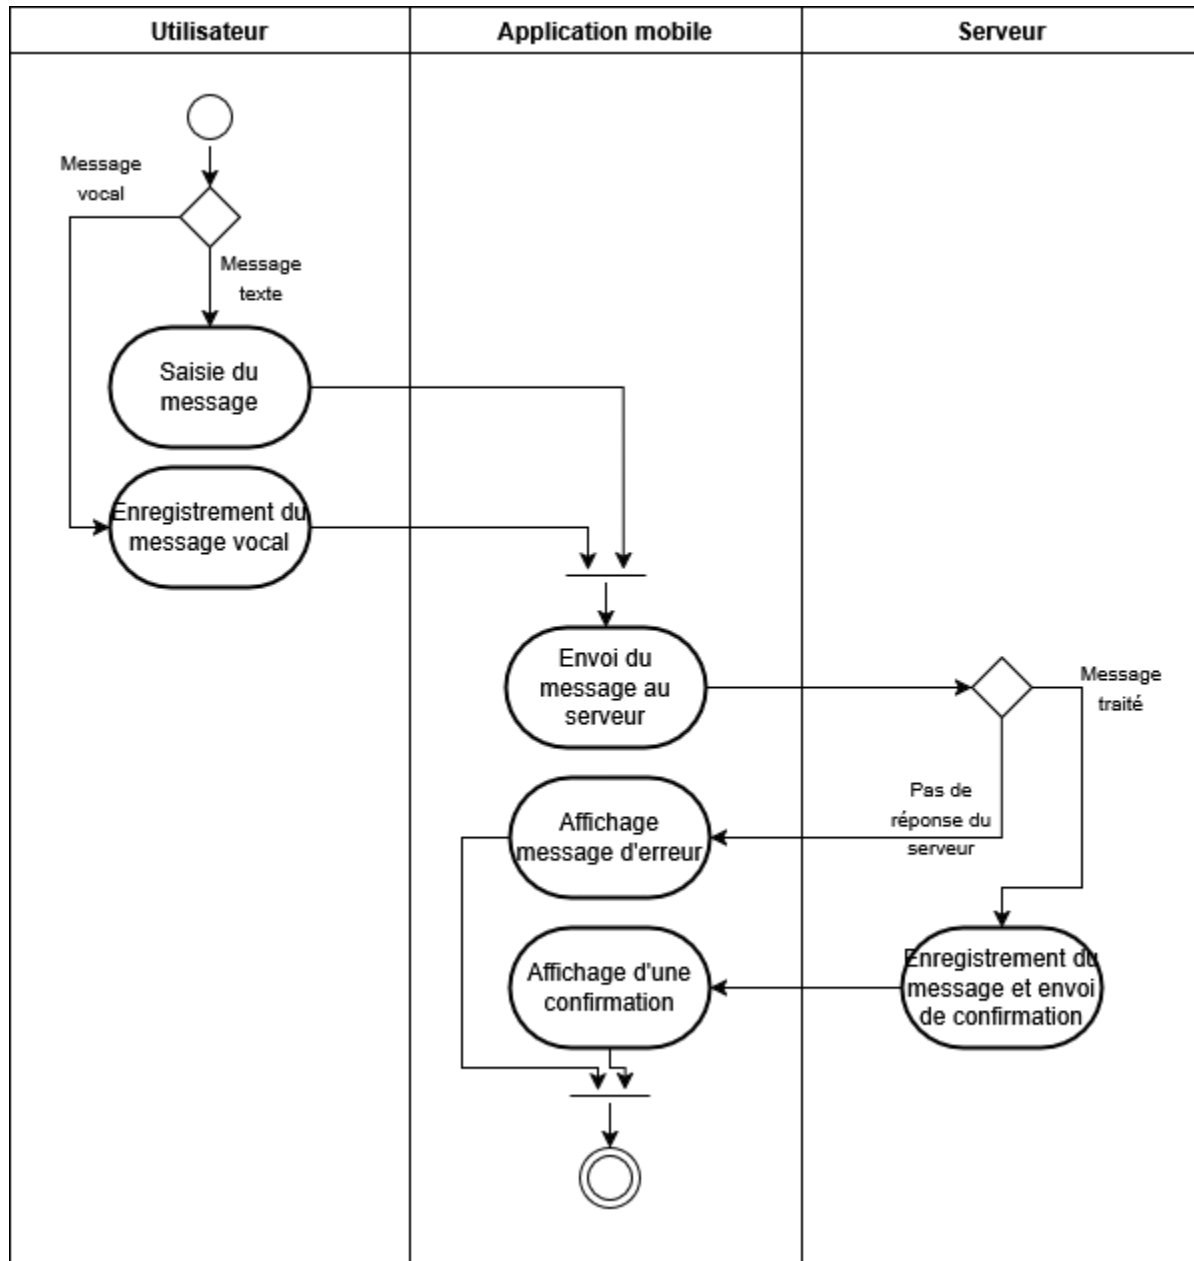 Utilisateur
Application mobile
Serveur
Message
vocal
Message
texte
Saisie du
message
Enregistrement du
message vocal
Envoi du
message au
serveur
Message
traité
Pas de
réponse du
serveur
Affichage
message d'erreur
Enregistrement du
message et envoi
de confirmation
Affichage d'une
confirmation